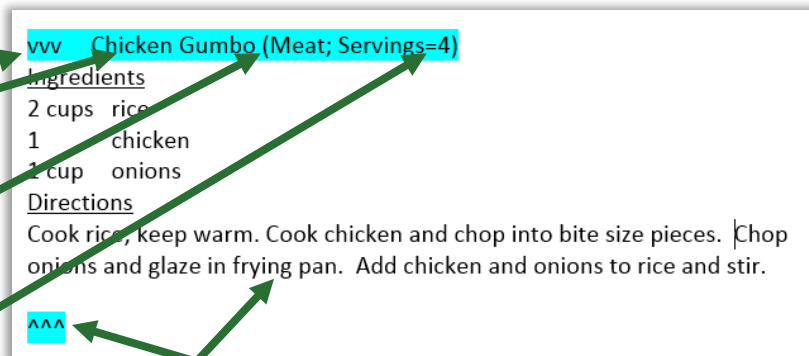 vvv Chicken Gumbo (Meat; Servings=4)
Ingredients
2 cups rice
1 chicken
1 cup onions
Directions
Cook rice, keep warm. Cook chicken and chop into bite size pieces. Chop
onions and glaze in frying pan. Add chicken and onions to rice and stir.
^^^